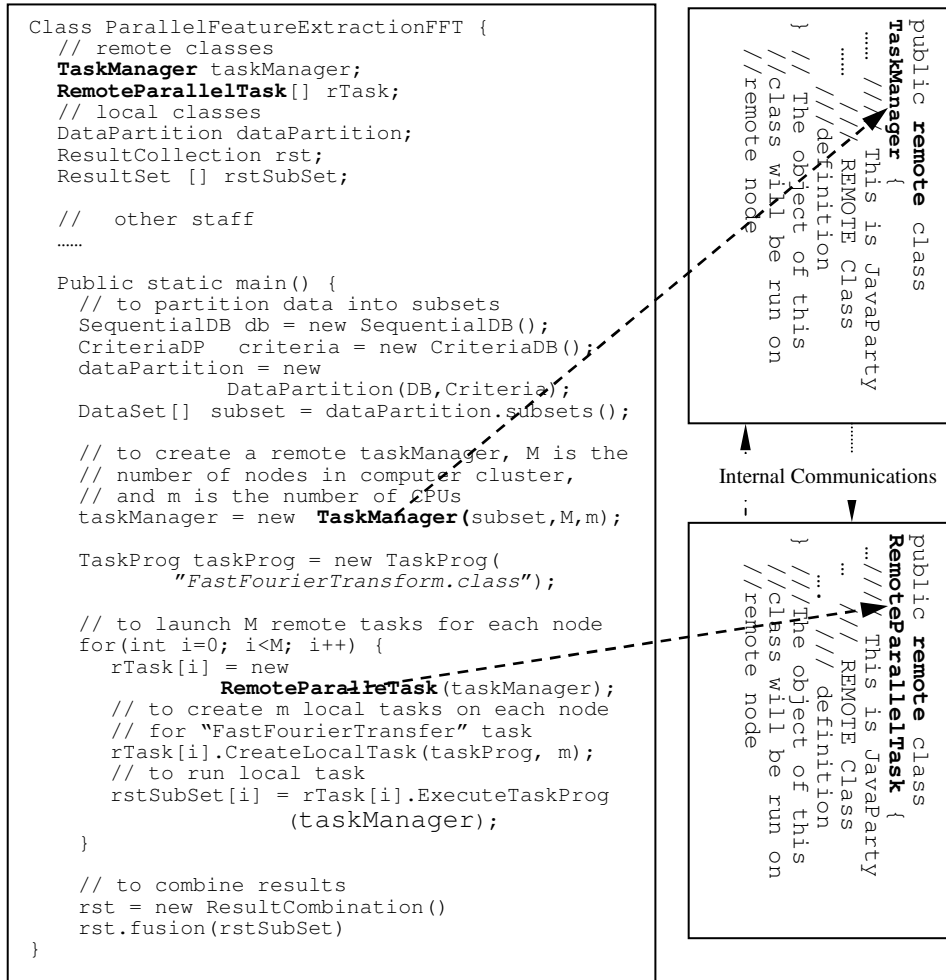 Class ParallelFeatureExtractionFFT {
// remote classes
TaskManager taskManager;
RemoteParallelTask[] rTask;
// local classes
DataPartition dataPartition;
ResultCollection rst;
ResultSet [] rstSubSet;
// other staff
……
Public static main() {
// to partition data into subsets
SequentialDB db = new SequentialDB();
CriteriaDP criteria = new CriteriaDB();
dataPartition = new
DataPartition(DB,Criteria);
DataSet[] subset = dataPartition.subsets();
// to create a remote taskManager, M is the
// number of nodes in computer cluster,
// and m is the number of CPUs
taskManager = new TaskManager(subset,M,m);
TaskProg taskProg = new TaskProg(
"FastFourierTransform.class");
// to launch M remote tasks for each node
for(int i=0; i<M; i++) {
rTask[i] = new
RemoteParalleTask(taskManager);
// to create m local tasks on each node
// for “FastFourierTransfer” task
rTask[i].CreateLocalTask(taskProg, m);
// to run local task
rstSubSet[i] = rTask[i].ExecuteTaskProg
(taskManager);
}
// to combine results
rst = new ResultCombination()
rst.fusion(rstSubSet)
}
public remote class
TaskManager {
…… //// This is JavaParty
…… //// REMOTE Class
////definition
} // The object of this
//class will be run on
//remote node
Internal Communications
public remote class
RemoteParallelTask {
…//// This is JavaParty
… //// REMOTE Class
…. //// definition
} ///The object of this
//class will be run on
//remote node